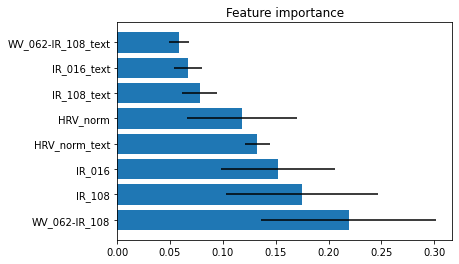 Feature importance
WV_062-IR_108_text
IR_016_text
IR_108_text
HRV_norm
HRV_norm_text
IR_016
IR_108
WV_062-IR_108
0.00 0.05 0.10 0.15 0.20 0.25 0.30